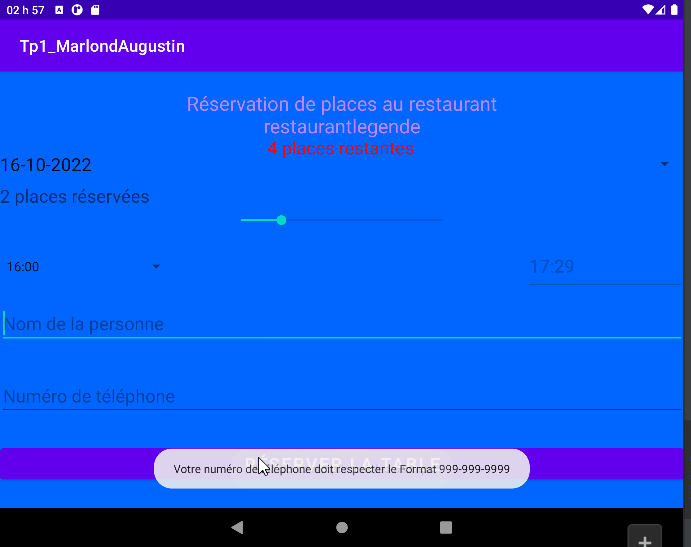 02 h 57
Tp1_MarlondAugustin
Réservation de places au restaurant
restaurantlegende
4 places restantes
16-10-2022
2 places réservées
16:00
17:29
Nom de la personne
Numéro de téléphone
RÉSERVER LA TABLE
Votre numéro de téléphone doit respecter le Format 999-999-9999